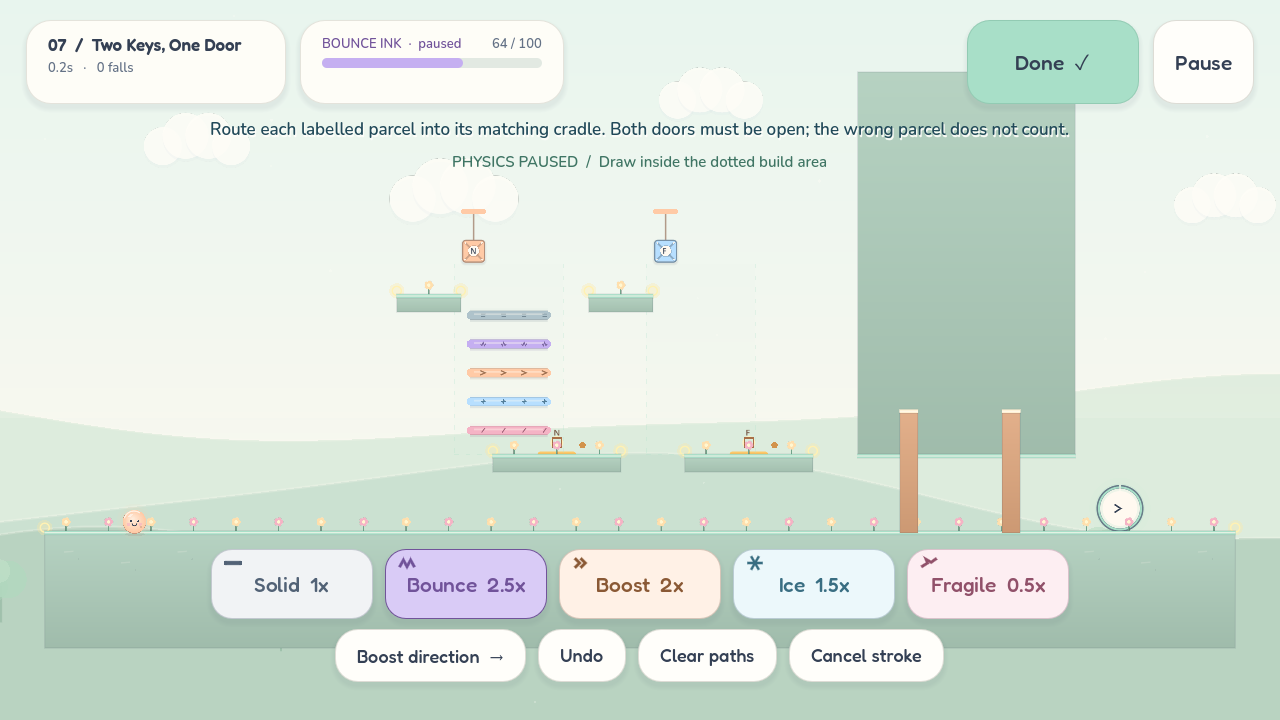 07 / Two Keys, One Door
0.2s · 0 falls
BOUNCE INK · paused 64 / 100
Done ✓
Pause
Route each labelled parcel into its matching cradle. Both doors must be open; the wrong parcel does not count.
PHYSICS PAUSED / Draw inside the dotted build area
N
F
N
F
>
Solid 1x
Bounce 2.5x
Boost 2x
Ice 1.5x
Fragile 0.5x
Boost direction →
Undo
Clear paths
Cancel stroke